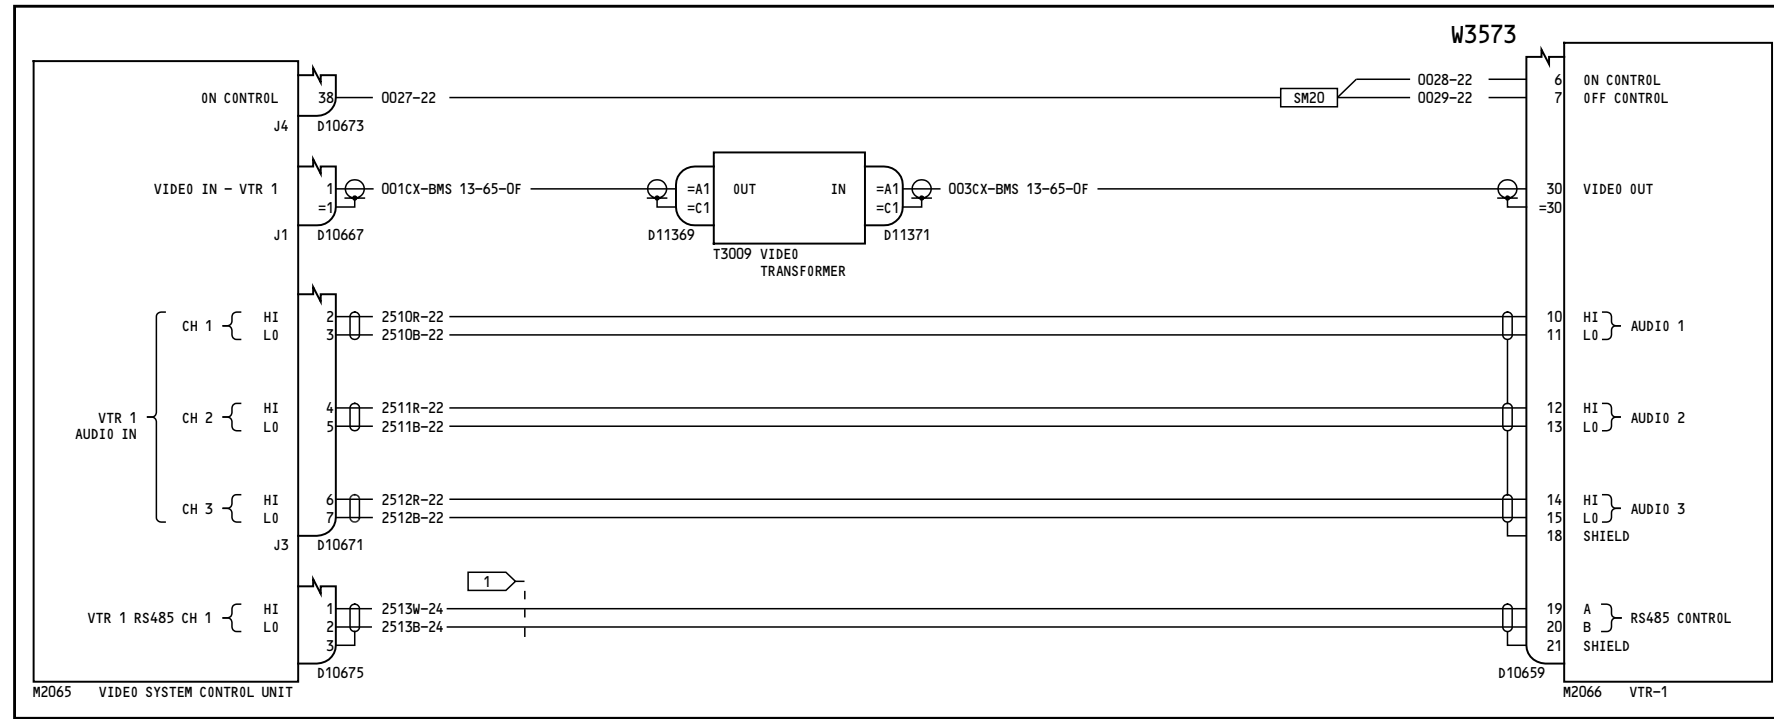 W3573
ON CONTROL 38 0027-22 SM20 0028-22 6 ON CONTROL
0029-22 7 OFF CONTROL
J4 D10673
VIDEO IN - VTR 1 1 001CX-BMS 13-65-0F =A1 OUT IN =A1 003CX-BMS 13-65-0F 30 VIDEO OUT
=1 =C1 =C1 =30
J1 D10667 D11369 D11371
T3009 VIDEO
TRANSFORMER
HI 2 2510R-22 10 HI
CH 1 AUDIO 1
LO 3 2510B-22 11 LO
HI 4 2511R-22 12 HI
VTR 1 CH 2 AUDIO 2
LO 5 2511B-22 13 LO
AUDIO IN
HI 6 2512R-22 14 HI
CH 3 AUDIO 3
LO 7 2512B-22 15 LO
18 SHIELD
J3 D10671
1
HI 1 2513W-24 19 A
VTR 1 RS485 CH 1 RS485 CONTROL
LO 2 2513B-24 20 B
3 21 SHIELD
D10675 D10659
M2065 VIDEO SYSTEM CONTROL UNIT M2066 VTR-1